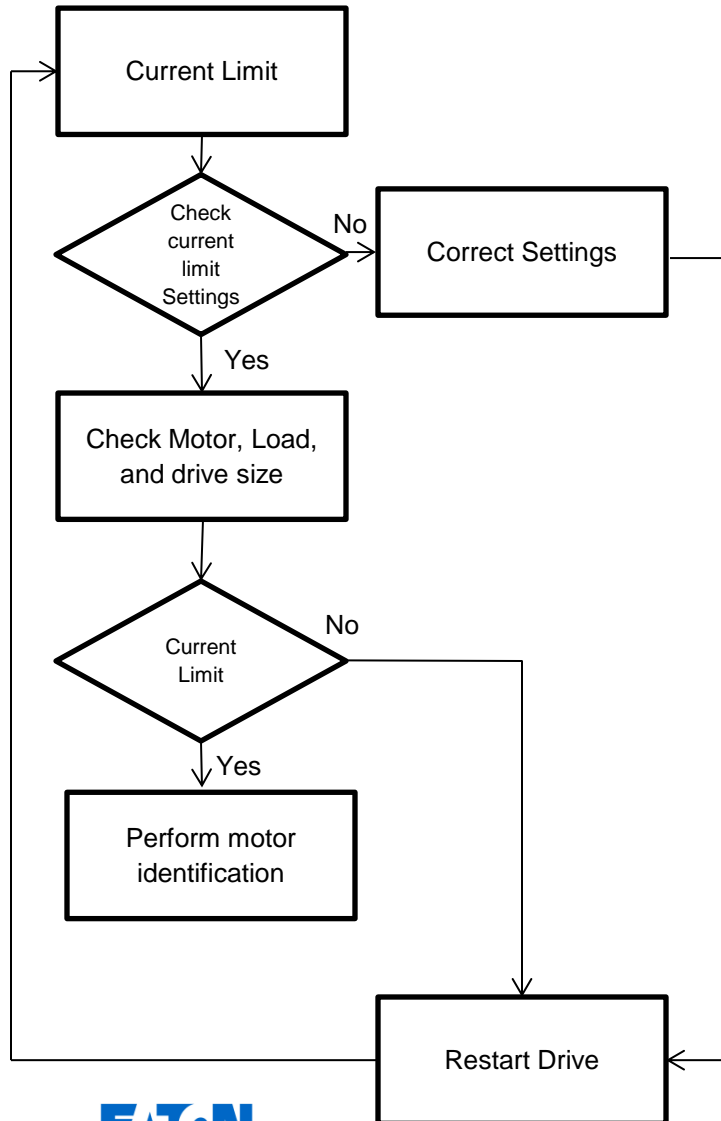 Current Limit
Check
current
limit
Settings
No
Correct Settings
Yes
Check Motor, Load,
and drive size
No
Current
Limit
Yes
Perform motor
identification
Restart Drive
EATON